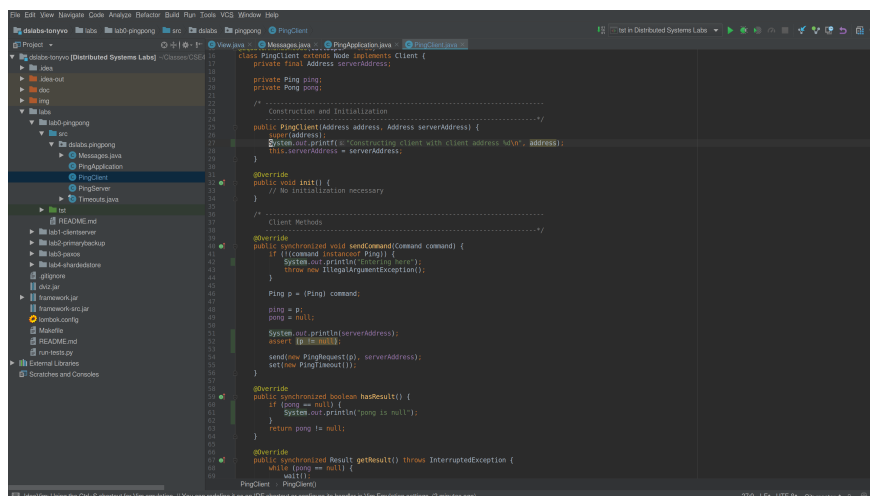 File Edit View Navigate Code Analyze Refactor Build Run Tools VCS Window Help
dslabs-tonyvo labs lab0-pingpong src dslabs pingpong PingClient
tst in Distributed Systems Labs
Project
View.java Messages.java PingApplication.java PingClient.java
dslabs-tonyvo [Distributed Systems Labs] ~/Classes/CSE4
.idea
.idea-out
doc
img
labs
lab0-pingpong
src
dslabs.pingpong
Messages.java
PingApplication
PingClient
PingServer
Timeouts.java
tst
README.md
lab1-clientserver
lab2-primarybackup
lab3-paxos
lab4-shardedstore
.gitignore
dviz.jar
framework.jar
framework-src.jar
lombok.config
Makefile
README.md
run-tests.py
External Libraries
Scratches and Consoles
16 class PingClient extends Node implements Client {
17 private final Address serverAddress;
18
19 private Ping ping;
20 private Pong pong;
21
22 /* -----------------------------------------------------------------
23 Construction and Initialization
24 -----------------------------------------------------------------*/
25 public PingClient(Address address, Address serverAddress) {
26 super(address);
27 System.out.printf("Constructing client with client address %d\n", address);
28 this.serverAddress = serverAddress;
29 }
30
31 @Override
32 public void init() {
33 // No initialization necessary
34 }
35
36 /* -----------------------------------------------------------------
37 Client Methods
38 -----------------------------------------------------------------*/
39 @Override
40 public synchronized void sendCommand(Command command) {
41 if (!(command instanceof Ping)) {
42 System.out.println("Entering here");
43 throw new IllegalArgumentException();
44 }
45
46 Ping p = (Ping) command;
47
48 ping = p;
49 pong = null;
50
51 System.out.println(serverAddress);
52 assert (p != null);
53
54 send(new PingRequest(p), serverAddress);
55 set(new PingTimeout());
56 }
57
58 @Override
59 public synchronized boolean hasResult() {
60 if (pong == null) {
61 System.out.println("pong is null");
62 }
63 return pong != null;
64 }
65
66 @Override
67 public synchronized Result getResult() throws InterruptedException {
68 while (pong == null) {
69 wait();
PingClient › PingClient()